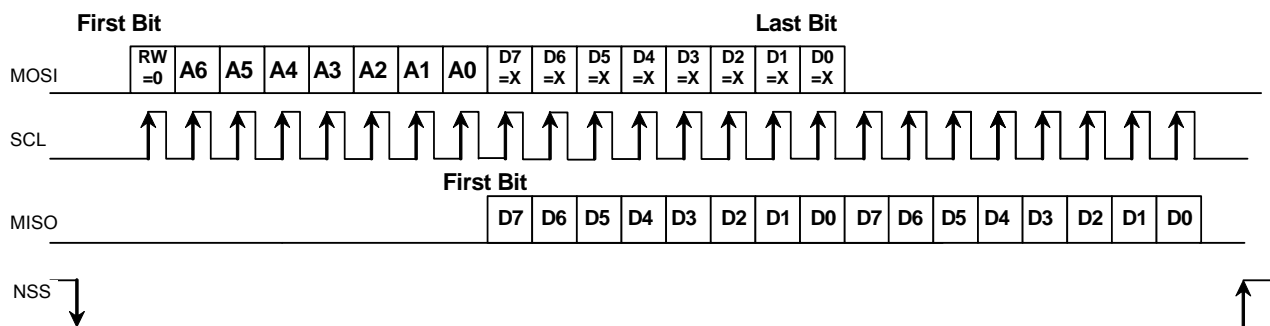 First Bit Last Bit
MOSI RW =0 A6 A5 A4 A3 A2 A1 A0 D7 =X D6 =X D5 =X D4 =X D3 =X D2 =X D1 =X D0 =X
SCL
First Bit
MISO D7 D6 D5 D4 D3 D2 D1 D0 D7 D6 D5 D4 D3 D2 D1 D0
NSS